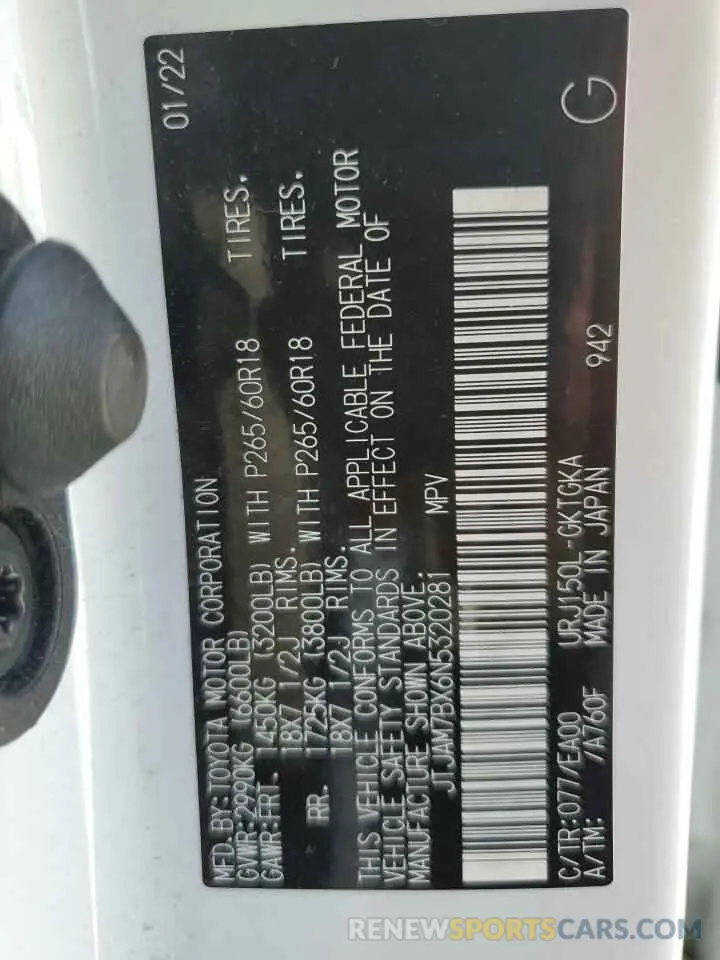 MFD.BY:TOYOTA MOTOR CORPORATION 01/22
GVWR:2990KG (6600LB)
GAWR:FRT. 1450KG (3200LB) WITH P265/60R18 TIRES.
18X7 1/2J RIMS.
RR. 1725KG (3800LB) WITH P265/60R18 TIRES.
18X7 1/2J RIMS.
THIS VEHICLE CONFORMS TO ALL APPLICABLE FEDERAL MOTOR
VEHICLE SAFETY STANDARDS IN EFFECT ON THE DATE OF
MANUFACTURE SHOWN ABOVE.
JTJAM7BX6N5320281 MPV
C/TR:077/EA00 URJ150L-GKTGKA
A/TM: /A760F MADE IN JAPAN 942 G
RENEWSPORTSCARS.COM